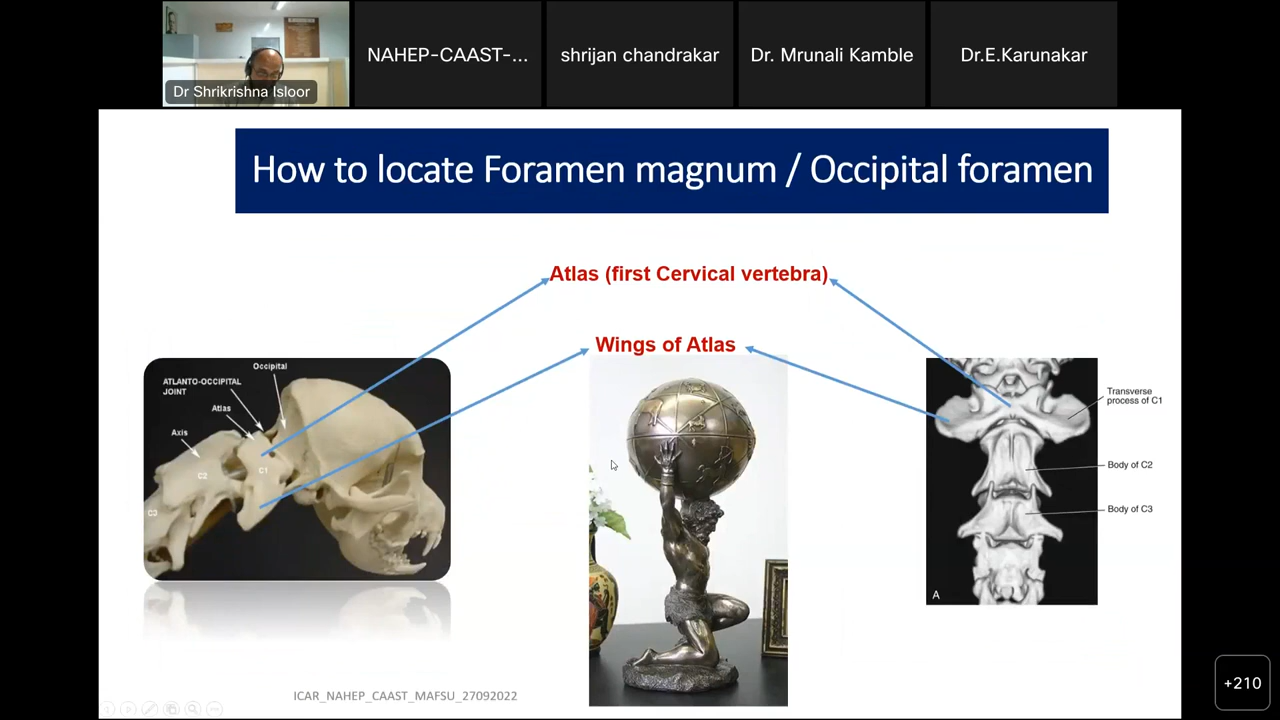 NAHEP-CAAST-...
shrijan chandrakar
Dr. Mrunali Kamble
Dr.E.Karunakar
Dr Shrikrishna Isloor
How to locate Foramen magnum / Occipital foramen
Atlas (first Cervical vertebra)
Wings of Atlas
Occipital
ATLANTO-OCCIPITAL
JOINT
Atlas
Axis
C1
C2
C3
Transverse
process of C1
Body of C2
Body of C3
A
ICAR_NAHEP_CAAST_MAFSU_27092022
+210